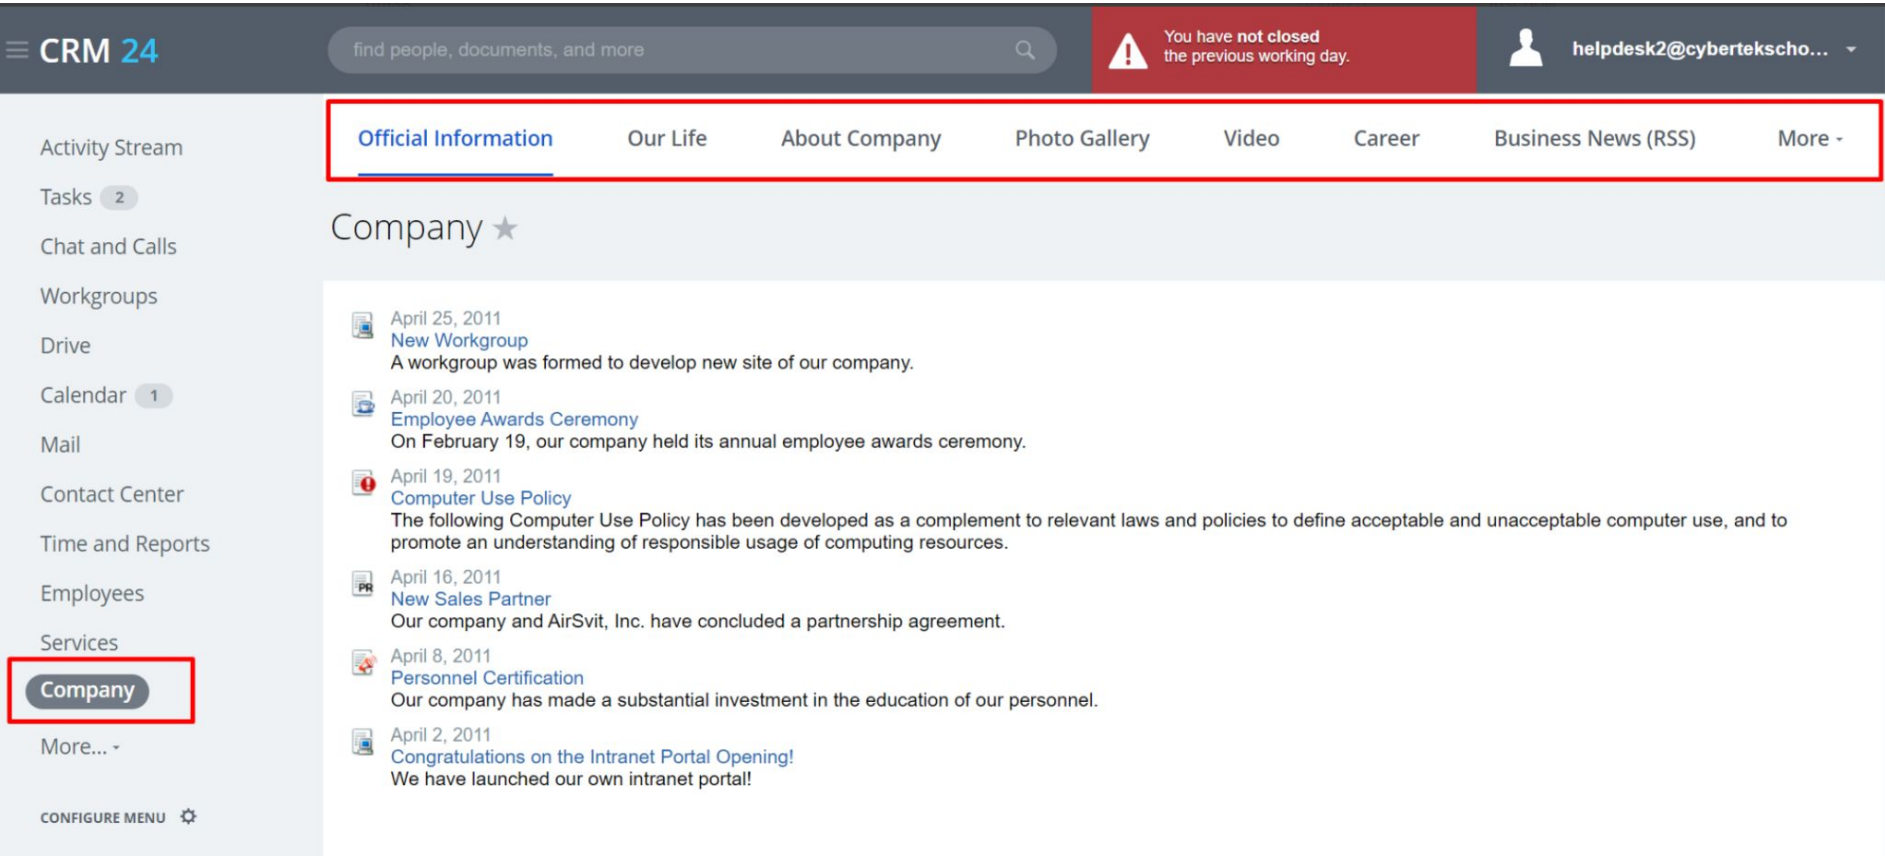 CRM 24
find people, documents, and more
You have not closed
the previous working day.
helpdesk2@cybertekscho...
Activity Stream
Tasks 2
Chat and Calls
Workgroups
Drive
Calendar 1
Mail
Contact Center
Time and Reports
Employees
Services
Company
More...
CONFIGURE MENU
Official Information Our Life About Company Photo Gallery Video Career Business News (RSS) More
Company
April 25, 2011
New Workgroup
A workgroup was formed to develop new site of our company.
April 20, 2011
Employee Awards Ceremony
On February 19, our company held its annual employee awards ceremony.
April 19, 2011
Computer Use Policy
The following Computer Use Policy has been developed as a complement to relevant laws and policies to define acceptable and unacceptable computer use, and to
promote an understanding of responsible usage of computing resources.
PR
April 16, 2011
New Sales Partner
Our company and AirSvit, Inc. have concluded a partnership agreement.
April 8, 2011
Personnel Certification
Our company has made a substantial investment in the education of our personnel.
April 2, 2011
Congratulations on the Intranet Portal Opening!
We have launched our own intranet portal!